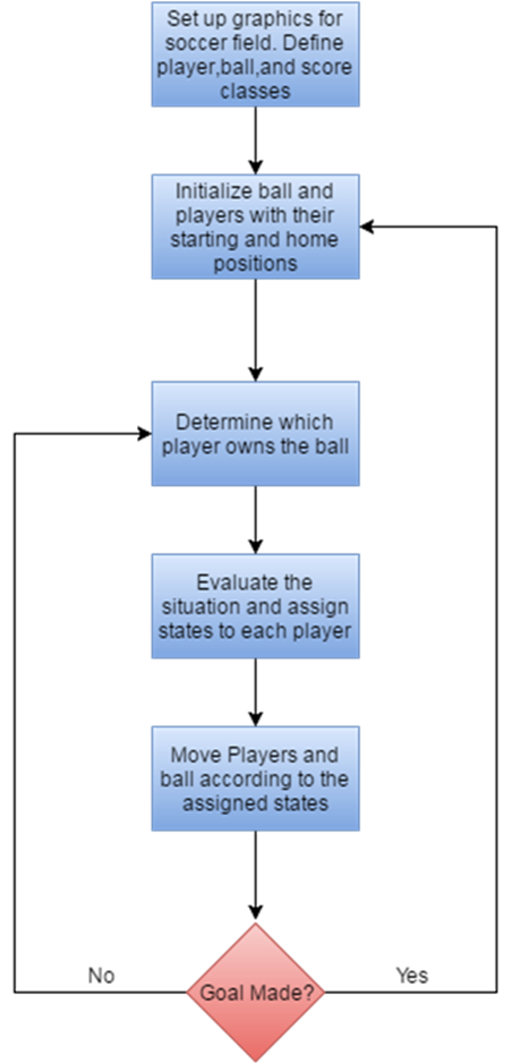 Set up graphics for
soccer field. Define
player,ball,and score
classes
Initialize ball and
players with their
starting and home
positions
Determine which
player owns the ball
Evaluate the
situation and assign
states to each player
Move Players and
ball according to the
assigned states
No
Goal Made?
Yes